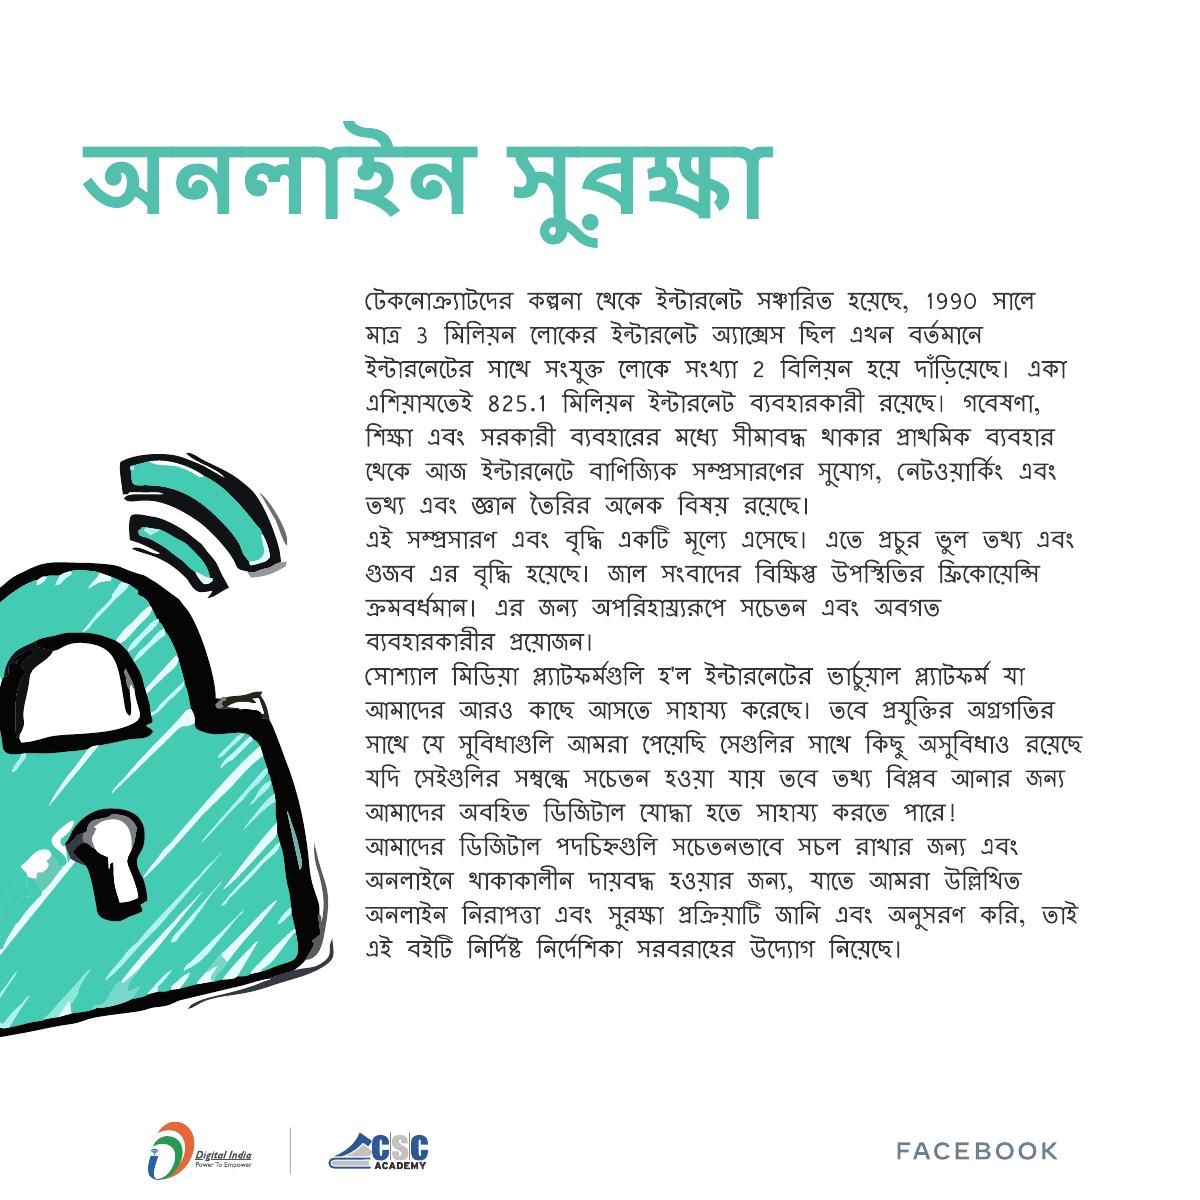 অনলাইন সুরক্ষা
টেকনোক্র্যাটদের কল্পনা থেকে ইন্টারনেট সঞ্চারিত হয়েছে, 1990 সালে
মাত্র 3 মিলিয়ন লোকের ইন্টারনেট অ্যাক্সেস ছিল এখন বর্তমানে
ইন্টারনেটের সাথে সংযুক্ত লোকে সংখ্যা 2 বিলিয়ন হয়ে দাঁড়িয়েছে। একা
এশিয়াযতেই 825.1 মিলিয়ন ইন্টারনেট ব্যবহারকারী রয়েছে। গবেষণা,
শিক্ষা এবং সরকারী ব্যবহারের মধ্যে সীমাবদ্ধ থাকার প্রাথমিক ব্যবহার
থেকে আজ ইন্টারনেটে বাণিজ্যিক সম্প্রসারণের সুযোগ, নেটওয়ার্কিং এবং
তথ্য এবং জ্ঞান তৈরির অনেক বিষয় রয়েছে।
এই সম্প্রসারণ এবং বৃদ্ধি একটি মূল্যে এসেছে। এতে প্রচুর ভুল তথ্য এবং
গুজব এর বৃদ্ধি হয়েছে। জাল সংবাদের বিক্ষিপ্ত উপস্থিতির ফ্রিকোয়েন্সি
ক্রমবর্ধমান। এর জন্য অপরিহায়্যরূপে সচেতন এবং অবগত
ব্যবহারকারীর প্রয়োজন।
সোশ্যাল মিডিয়া প্ল্যাটফর্মগুলি হ'ল ইন্টারনেটের ভার্চুয়াল প্ল্যাটফর্ম যা
আমাদের আরও কাছে আসতে সাহায্য করেছে। তবে প্রযুক্তির অগ্রগতির
সাথে যে সুবিধাগুলি আমরা পেয়েছি সেগুলির সাথে কিছু অসুবিধাও রয়েছে
যদি সেইগুলির সম্বন্ধে সচেতন হওয়া যায় তবে তথ্য বিপ্লব আনার জন্য
আমাদের অবহিত ডিজিটাল যোদ্ধা হতে সাহায্য করতে পারে!
আমাদের ডিজিটাল পদচিহ্নগুলি সচেতনভাবে সচল রাখার জন্য এবং
অনলাইনে থাকাকালীন দায়বদ্ধ হওয়ার জন্য, যাতে আমরা উল্লিখিত
অনলাইন নিরাপত্তা এবং সুরক্ষা প্রক্রিয়াটি জানি এবং অনুসরণ করি, তাই
এই বইটি নির্দিষ্ট নির্দেশিকা সরবরাহের উদ্যোগ নিয়েছে।
Digital India
Power To Empower
CSC
ACADEMY
FACEBOOK